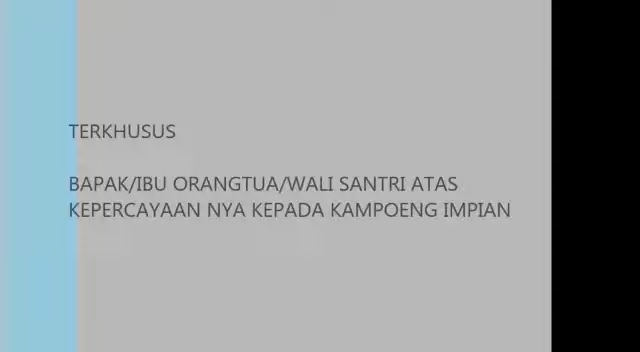 TERKHUSUS
BAPAK/IBU ORANGTUA/WALI SANTRI ATAS
KEPERCAYAAN NYA KEPADA KAMPOENG IMPIAN